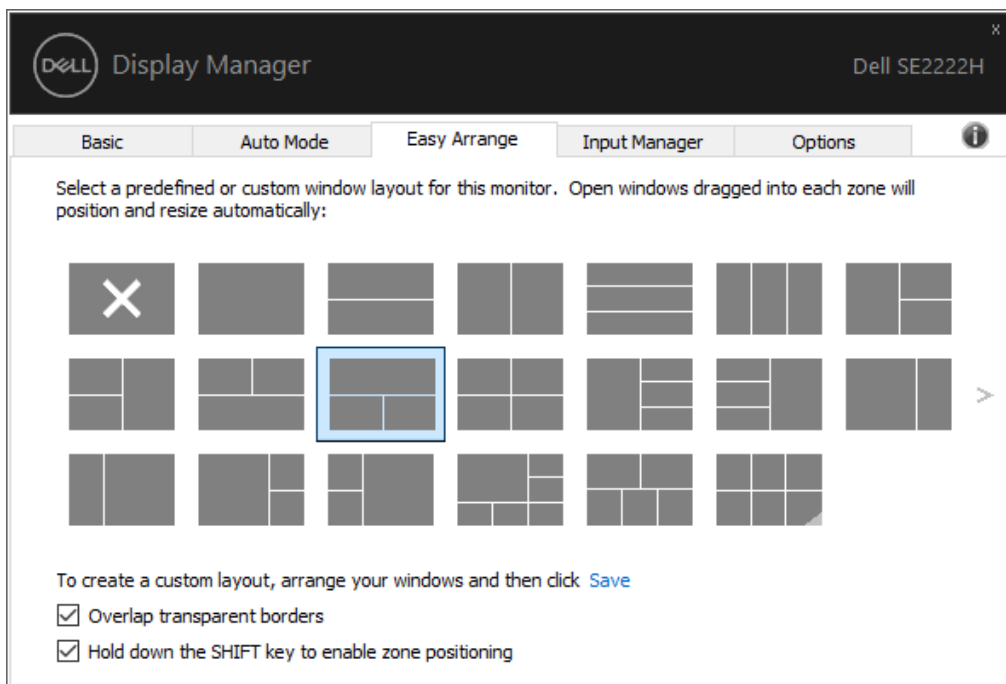 x
DELL
Display Manager
Dell SE2222H
Basic
Auto Mode
Easy Arrange
Input Manager
Options
i
Select a predefined or custom window layout for this monitor. Open windows dragged into each zone will
position and resize automatically:
>
To create a custom layout, arrange your windows and then click Save
Overlap transparent borders
Hold down the SHIFT key to enable zone positioning